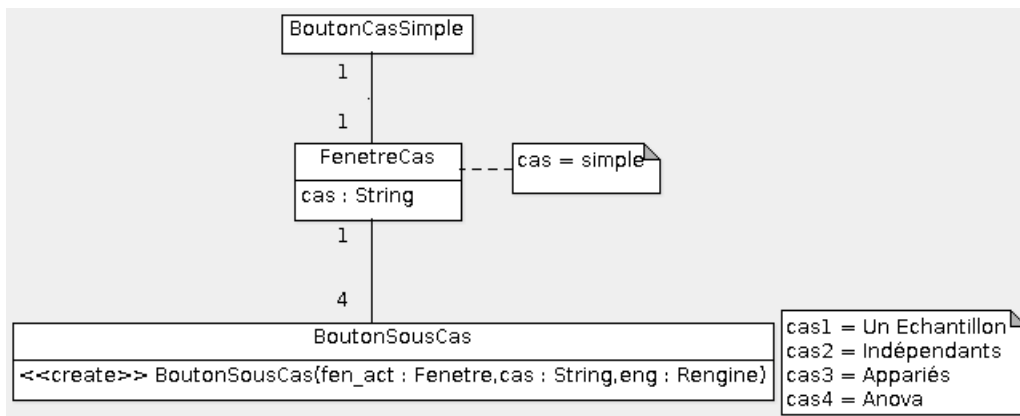 BoutonCasSimple
1
1
FenetreCas
cas = simple
cas : String
1
4
BoutonSousCas
<<create>> BoutonSousCas(fen_act : Fenetre,cas : String,eng : Rengine)
cas1 = Un Echantillon
cas2 = Indépendants
cas3 = Appariés
cas4 = Anova